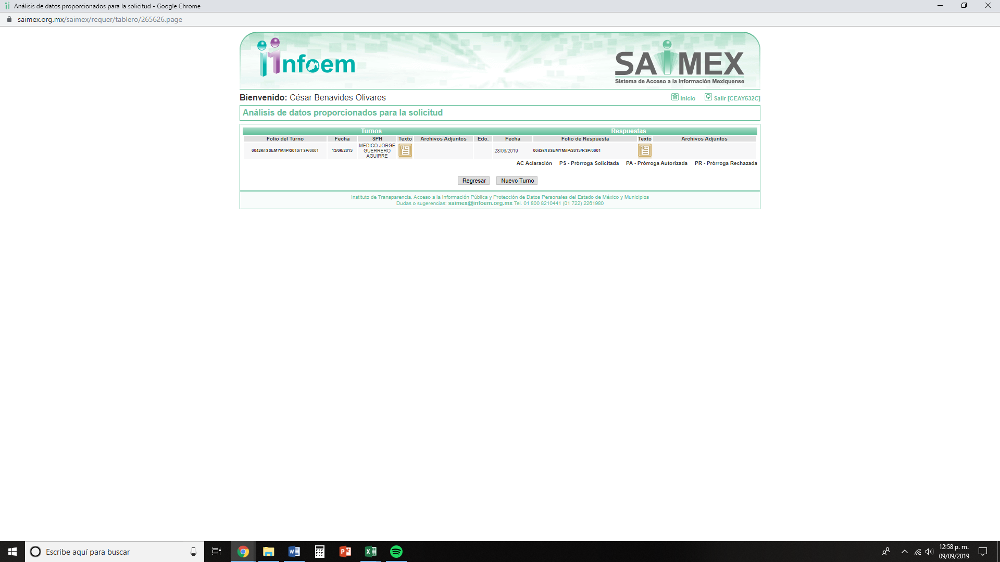 Análisis de datos proporcionados para la solicitud - Google Chrome
saimex.org.mx/saimex/requer/tablero/265626.page
infoem
SAIMEX
Sistema de Acceso a la Información Mexiquense
Bienvenido: César Benavides Olivares
Inicio Salir [CEAY532C]
Análisis de datos proporcionados para la solicitud
Turnos Respuestas
Folio del Turno Fecha SPH Texto Archivos Adjuntos Edo. Fecha Folio de Respuesta Texto Archivos Adjuntos
00426/ISSEMYM/IP/2019/TSP/0001 13/06/2019 MEDICO JORGE GUERRERO AGUIRRE 28/06/2019 00426/ISSEMYM/IP/2019/RSP/0001
AC Aclaración PS - Prórroga Solicitada PA - Prórroga Autorizada PR - Prórroga Rechazada
Regresar Nuevo Turno
Instituto de Transparencia, Acceso a la Información Pública y Protección de Datos Personales del Estado de México y Municipios
Dudas o sugerencias: saimex@infoem.org.mx Tel. 01 800 8210441 (01 722) 2261980
Escribe aquí para buscar
12:58 p. m.
09/09/2019